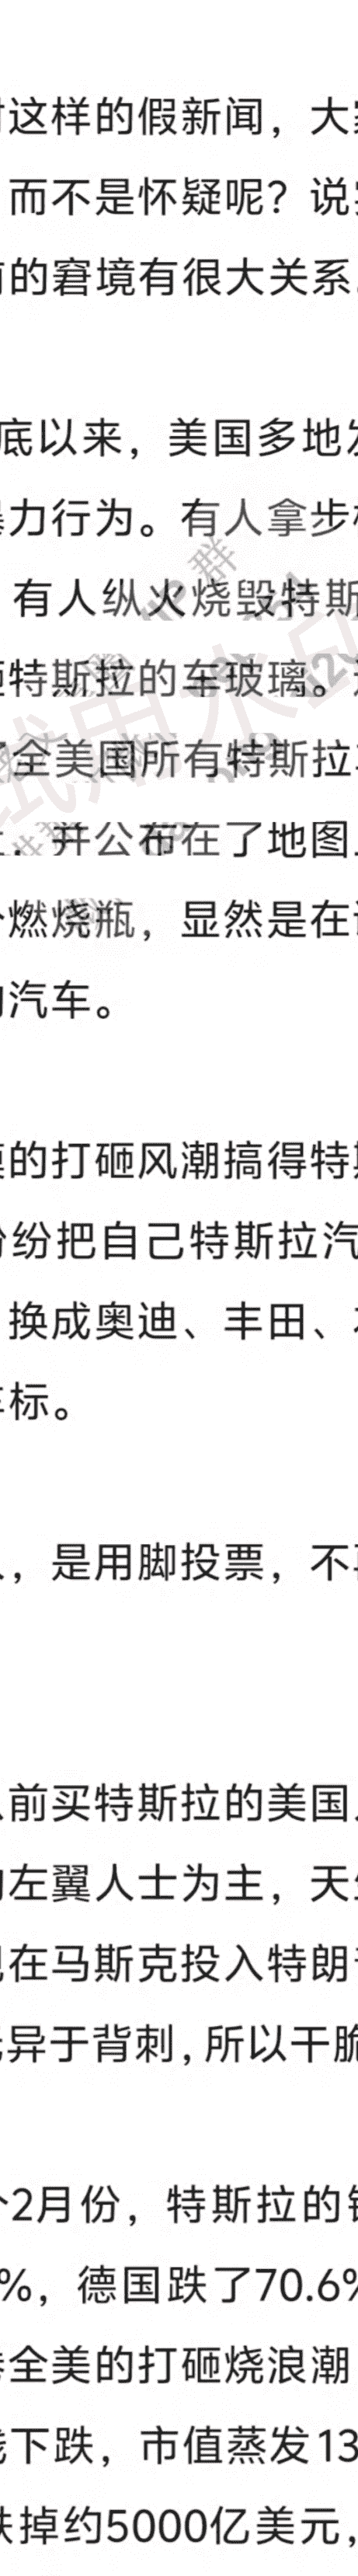 这样的假新闻，大
而不是怀疑呢？说
的窘境有很大关系
底以来，美国多地
力行为。有人拿步
有人纵火烧毁特斯
特斯拉的车玻璃。
全美国所有特斯拉
，并公布在了地图
燃烧瓶，显然是在
汽车。
的打砸风潮搞得特
纷把自己特斯拉汽
换成奥迪、丰田、
标。
，是用脚投票，不
前买特斯拉的美国
左翼人士为主，天
在马斯克投入特朗
异于背刺，所以干脆
个2月份，特斯拉的
%，德国跌了70.6%
全美的打砸烧浪潮
下跌，市值蒸发13
跌掉约5000亿美元，
试用水印
群